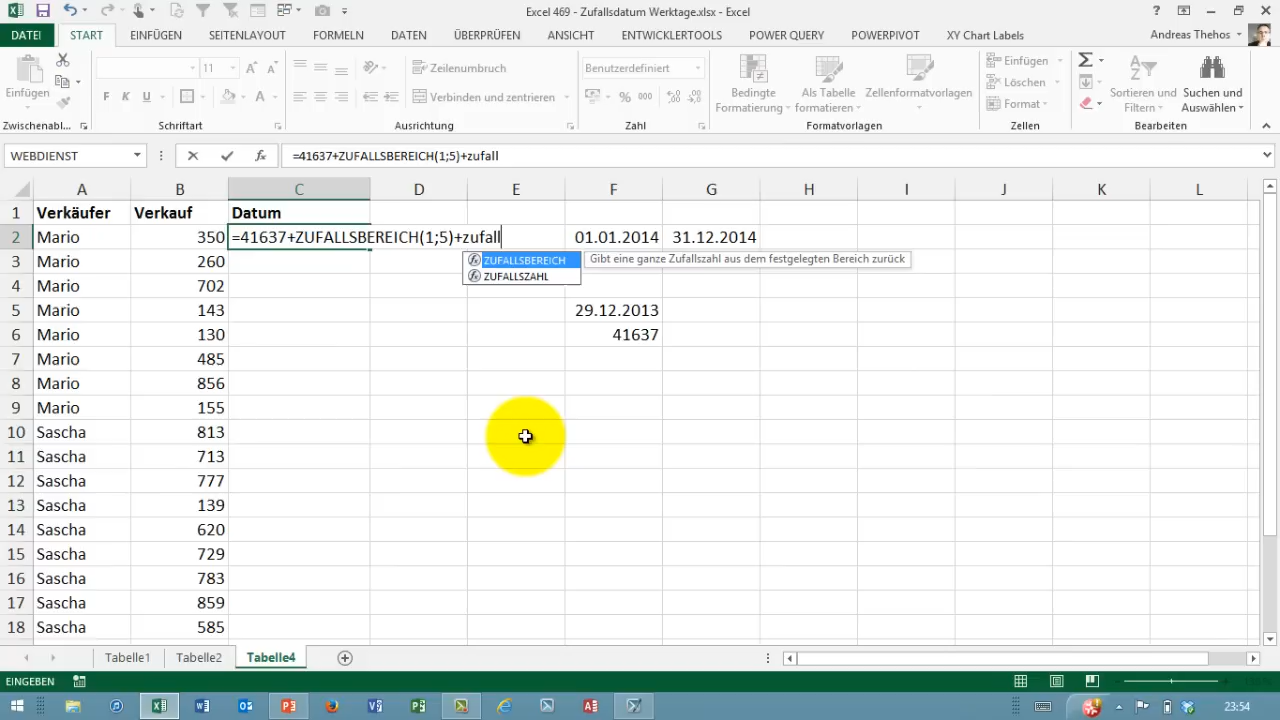 Excel 469 - Zufallsdatum Werktage.xlsx - Excel
DATEI START EINFÜGEN SEITENLAYOUT FORMELN DATEN ÜBERPRÜFEN ANSICHT ENTWICKLERTOOLS POWER QUERY POWERPIVOT XY Chart Labels Andreas Thehos
Einfügen
11
F K U A
Zeilenumbruch
Verbinden und zentrieren
Benutzerdefiniert
% 000
Bedingte Formatierung
Als Tabelle formatieren
Zellenformatvorlagen
Einfügen
Löschen
Format
Sortieren und Filtern
Suchen und Auswählen
Zwischenabl... Schriftart Ausrichtung Zahl Formatvorlagen Zellen Bearbeiten
WEBDIENST =41637+ZUFALLSBEREICH(1;5)+zufall
A B C D E F G H I J K L
1 Verkäufer Verkauf Datum
2 Mario 350 =41637+ZUFALLSBEREICH(1;5)+zufall 01.01.2014 31.12.2014
3 Mario 260 ZUFALLSBEREICH Gibt eine ganze Zufallszahl aus dem festgelegten Bereich zurück
ZUFALLSZAHL
4 Mario 702
5 Mario 143 29.12.2013
6 Mario 130 41637
7 Mario 485
8 Mario 856
9 Mario 155
10 Sascha 813
11 Sascha 713
12 Sascha 777
13 Sascha 139
14 Sascha 620
15 Sascha 729
16 Sascha 783
17 Sascha 859
18 Sascha 585
Tabelle1 Tabelle2 Tabelle4
EINGEBEN
23:54